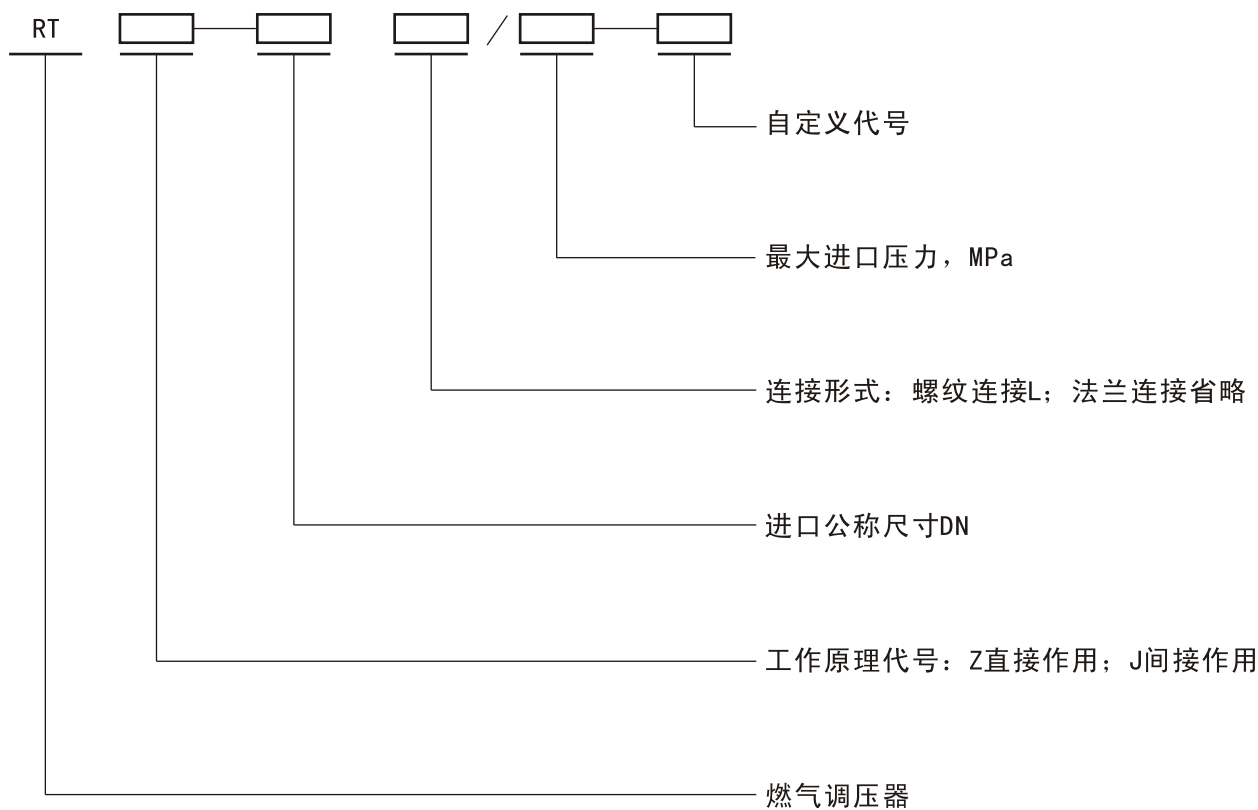 RT /
自定义代号
最大进口压力，MPa
连接形式：螺纹连接L；法兰连接省略
进口公称尺寸DN
工作原理代号：Z直接作用；J间接作用
燃气调压器